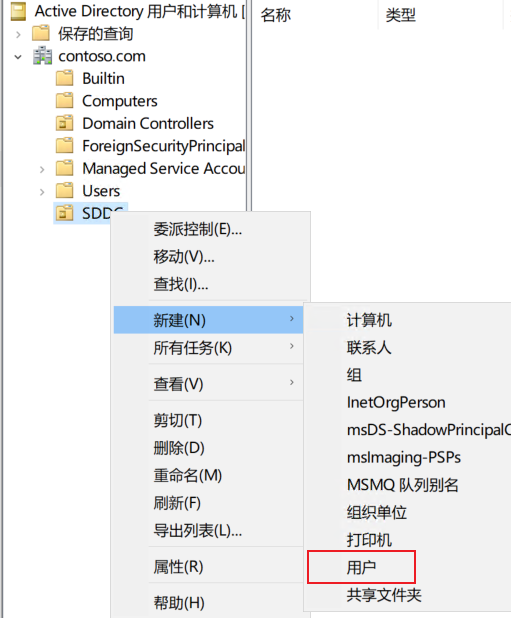 Active Directory 用户和计算机 [
名称
类型
保存的查询
contoso.com
Builtin
Computers
Domain Controllers
ForeignSecurityPrincipal
Managed Service Accou
Users
SDDC
委派控制(E)...
移动(V)...
查找(I)...
新建(N)
所有任务(K)
查看(V)
剪切(T)
删除(D)
重命名(M)
刷新(F)
导出列表(L)...
属性(R)
帮助(H)
计算机
联系人
组
InetOrgPerson
msDS-ShadowPrincipalC
msImaging-PSPs
MSMQ 队列别名
组织单位
打印机
用户
共享文件夹